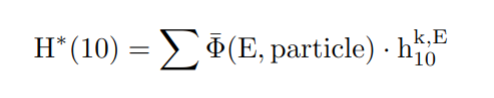 H*(10) = ∑ Φ̄(E, particle) · h₁₀ᵏ,ᴱ